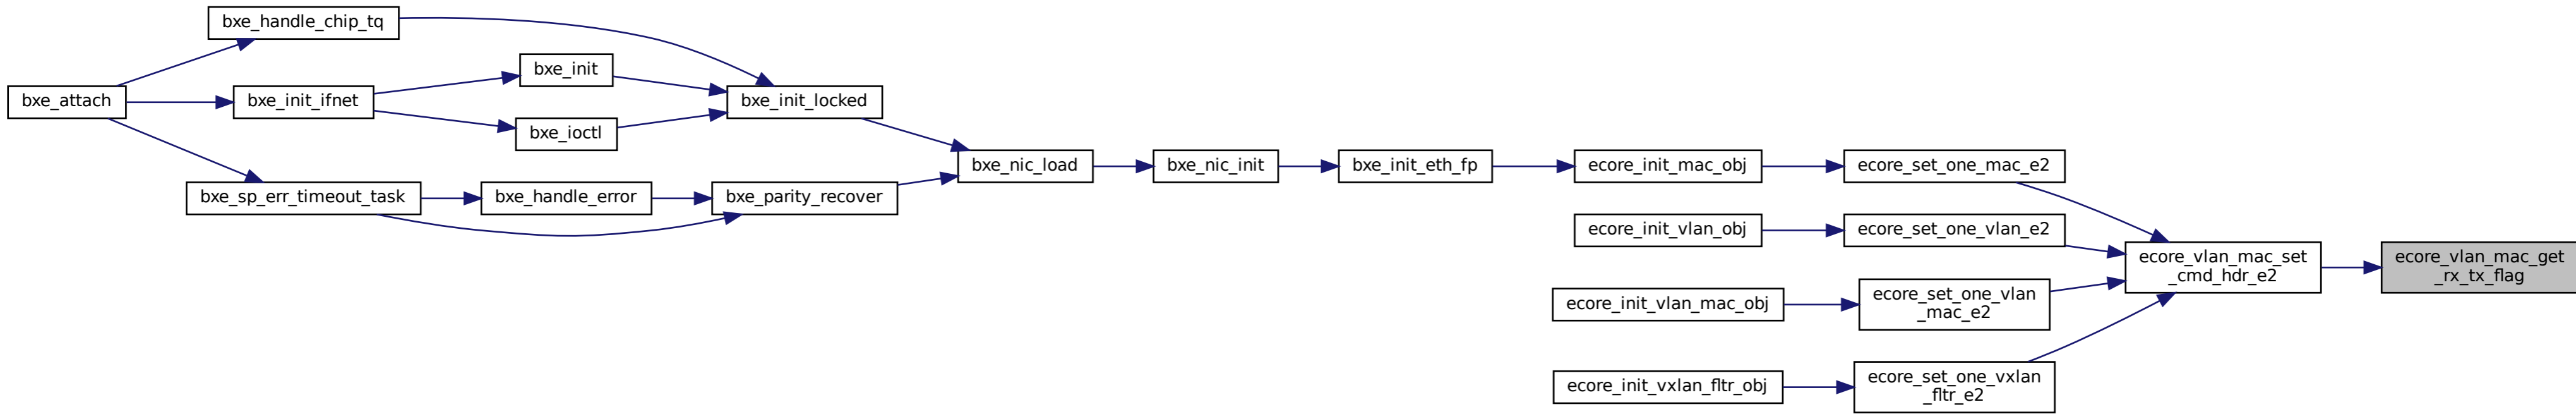 bxe_attach
bxe_handle_chip_tq
bxe_init_ifnet
bxe_sp_err_timeout_task
bxe_init
bxe_ioctl
bxe_handle_error
bxe_init_locked
bxe_parity_recover
bxe_nic_load
bxe_nic_init
bxe_init_eth_fp
ecore_init_mac_obj
ecore_init_vlan_obj
ecore_init_vlan_mac_obj
ecore_init_vxlan_fltr_obj
ecore_set_one_mac_e2
ecore_set_one_vlan_e2
ecore_set_one_vlan
_mac_e2
ecore_set_one_vxlan
_fltr_e2
ecore_vlan_mac_set
_cmd_hdr_e2
ecore_vlan_mac_get
_rx_tx_flag